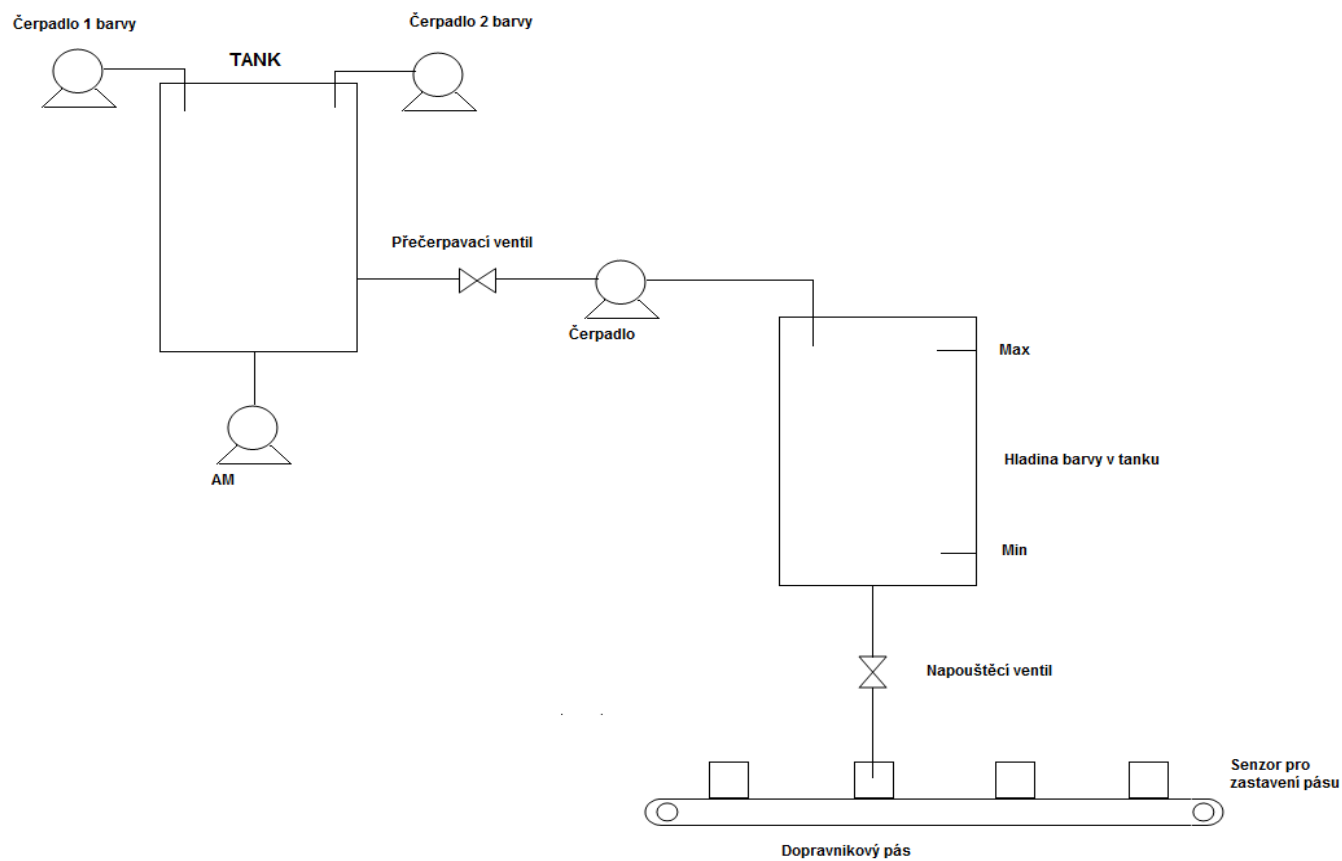 Čerpadlo 1 barvy
Čerpadlo 2 barvy
TANK
Přečerpavací ventil
Čerpadlo
Max
Hladina barvy v tanku
AM
Min
Napouštěcí ventil
Senzor pro
zastavení pásu
Dopravnikový pás